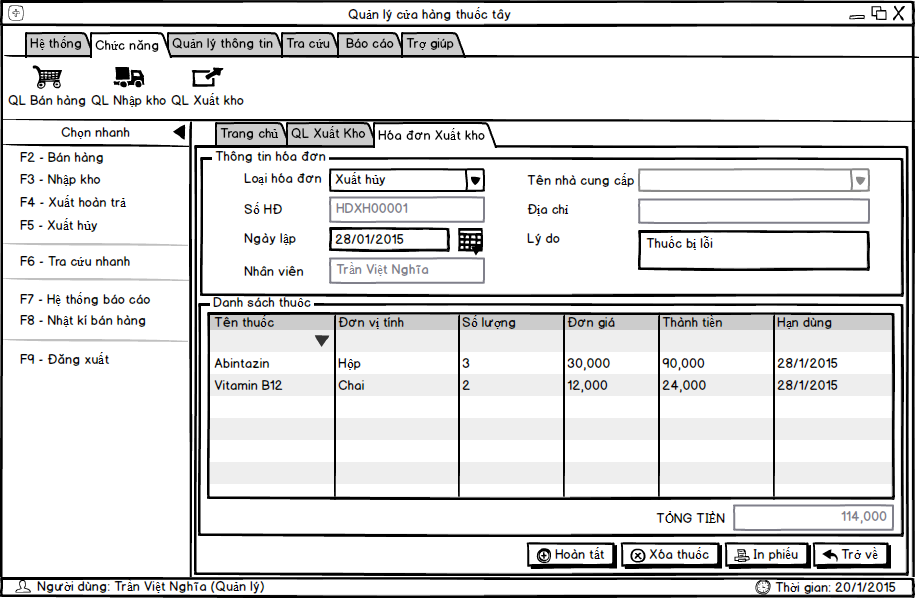 Quản lý cửa hàng thuốc tây
Hệ thống Chức năng Quản lý thông tin Tra cứu Báo cáo Trợ giúp
QL Bán hàng QL Nhập kho QL Xuất kho
Chọn nhanh
F2 - Bán hàng
F3 - Nhập kho
F4 - Xuất hoàn trả
F5 - Xuất hủy
F6 - Tra cứu nhanh
F7 - Hệ thống báo cáo
F8 - Nhật kí bán hàng
F9 - Đăng xuất
Trang chủ QL Xuất Kho Hóa đơn Xuất kho
Thông tin hóa đơn
Loại hóa đơn Xuất hủy Tên nhà cung cấp
Số HĐ HDXH00001 Địa chỉ
Ngày lập 28/01/2015 Lý do Thuốc bị lỗi
Nhân viên Trần Việt Nghĩa
Danh sách thuốc
Tên thuốc Đơn vị tính Số lượng Đơn giá Thành tiền Hạn dùng
Abintazin Hộp 3 30,000 90,000 28/1/2015
Vitamin B12 Chai 2 12,000 24,000 28/1/2015
TỔNG TIỀN 114,000
Hoàn tất Xóa thuốc In phiếu Trở về
Người dùng: Trần Việt Nghĩa (Quản lý) Thời gian: 20/1/2015